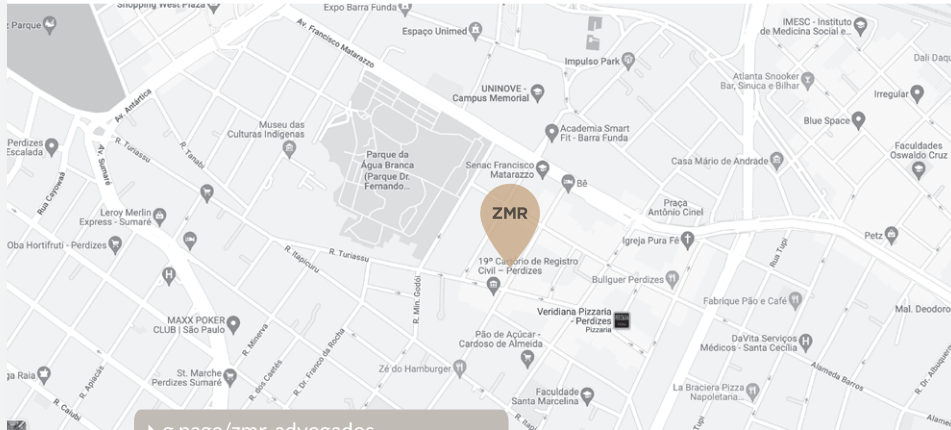 Shopping West Plaza
Expo Barra Funda
z Parque
Av. Francisco Matarazzo
Espaço Unimed
IMESC - Instituto
de Medicina Social e...
Impulso Park
Dali Daqu
Atlanta Snooker
Bar, Sinuca e Bilhar
Irregular
UNINOVE -
Campus Memorial
Av. Antártica
Blue Space
Museu das
Culturas Indígenas
Academia Smart
Fit - Barra Funda
Perdizes
Escalada
R. Turiassu
R. Tanabi
Faculdades
Oswaldo Cruz
Parque da
Água Branca
(Parque Dr.
Fernando...
Senac Francisco
Matarazzo
Casa Mário de Andrade
Av. Sumaré
Rua Cayowaá
Bê
ZMR
Praça
Antônio Cinel
Leroy Merlin
Express - Sumaré
Oba Hortifruti - Perdizes
Igreja Pura Fé
Petz
R. Itapicuru
R. Turiassu
Rua Tupi
19º Cartório de Registro
Civil – Perdizes
Bullguer Perdizes
R. Min. Godói
Fabrique Pão e Café
Veridiana Pizzaria
- Perdizes
Pizzaria
Mal. Deodoro
MAXX POKER
CLUB | São Paulo
R. Minerva
Pão de Açúcar -
Cardoso de Almeida
DaVita Serviços
Médicos - Santa Cecília
R. Dr. Franco da Rocha
R. Dr. Albuquer
Zé do Hamburger
Alameda Barros
ga Raia
R. Apiacás
St. Marche
Perdizes Sumaré
R. dos Caetés
Faculdade
Santa Marcelina
La Braciera Pizza
Napoletana...
R. Caiubi
R. Itap
g.page/zmr-advogados